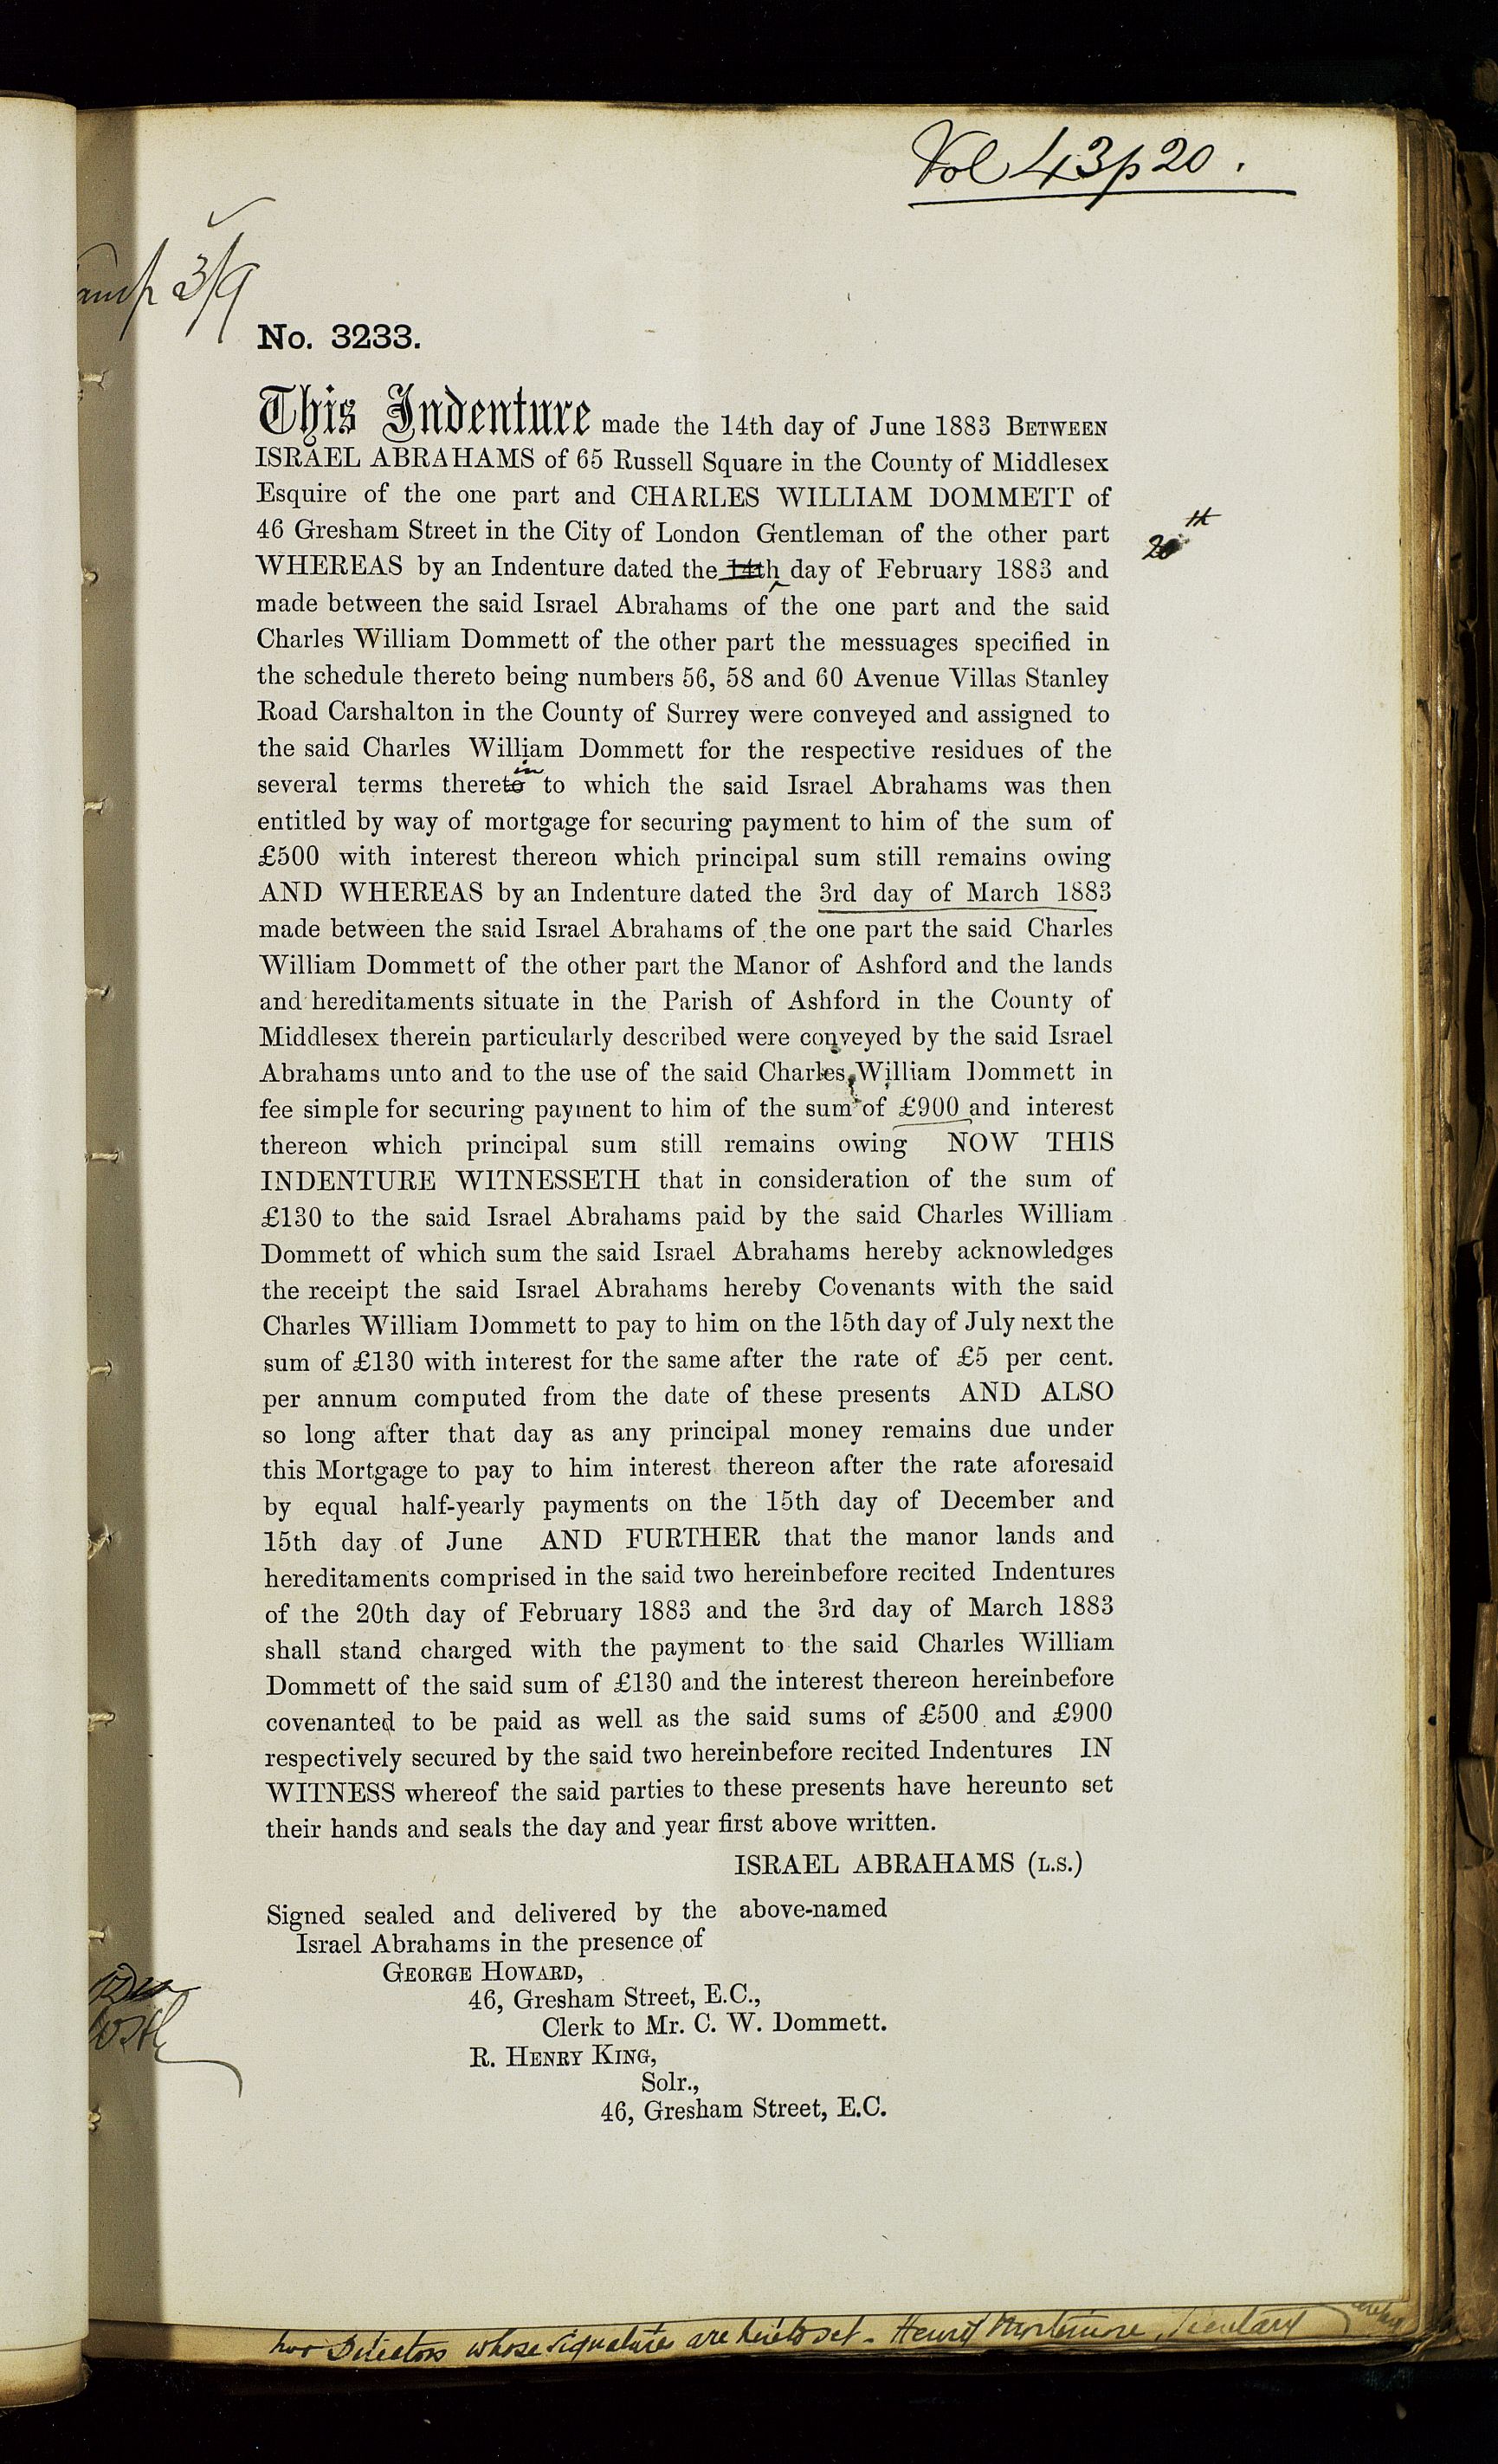 Vol 43 p 20.
3/9
No. 3233.
This Indenture made the 14th day of June 1883 BETWEEN
ISRAEL ABRAHAMS of 65 Russell Square in the County of Middlesex
Esquire of the one part and CHARLES WILLIAM DOMMETT of
46 Gresham Street in the City of London Gentleman of the other part
20th
WHEREAS by an Indenture dated the 14th day of February 1883 and
made between the said Israel Abrahams of the one part and the said
Charles William Dommett of the other part the messuages specified in
the schedule thereto being numbers 56, 58 and 60 Avenue Villas Stanley
Road Carshalton in the County of Surrey were conveyed and assigned to
the said Charles William Dommett for the respective residues of the
in
several terms thereto to which the said Israel Abrahams was then
entitled by way of mortgage for securing payment to him of the sum of
£500 with interest thereon which principal sum still remains owing
AND WHEREAS by an Indenture dated the 3rd day of March 1883
made between the said Israel Abrahams of the one part the said Charles
William Dommett of the other part the Manor of Ashford and the lands
and hereditaments situate in the Parish of Ashford in the County of
Middlesex therein particularly described were conveyed by the said Israel
Abrahams unto and to the use of the said Charles William Dommett in
fee simple for securing payment to him of the sum of £900 and interest
thereon which principal sum still remains owing NOW THIS
INDENTURE WITNESSETH that in consideration of the sum of
£130 to the said Israel Abrahams paid by the said Charles William
Dommett of which sum the said Israel Abrahams hereby acknowledges
the receipt the said Israel Abrahams hereby Covenants with the said
Charles William Dommett to pay to him on the 15th day of July next the
sum of £130 with interest for the same after the rate of £5 per cent.
per annum computed from the date of these presents AND ALSO
so long after that day as any principal money remains due under
this Mortgage to pay to him interest thereon after the rate aforesaid
by equal half-yearly payments on the 15th day of December and
15th day of June AND FURTHER that the manor lands and
hereditaments comprised in the said two hereinbefore recited Indentures
of the 20th day of February 1883 and the 3rd day of March 1883
shall stand charged with the payment to the said Charles William
Dommett of the said sum of £130 and the interest thereon hereinbefore
covenanted to be paid as well as the said sums of £500 and £900
respectively secured by the said two hereinbefore recited Indentures IN
WITNESS whereof the said parties to these presents have hereunto set
their hands and seals the day and year first above written.
ISRAEL ABRAHAMS (L.S.)
Signed sealed and delivered by the above-named
Israel Abrahams in the presence of
GEORGE HOWARD,
46, Gresham Street, E.C.,
Clerk to Mr. C. W. Dommett.
R. HENRY KING,
Solr.,
46, Gresham Street, E.C.
two Directors whose signatures are hereto set - Henry Mortimore, Secretary